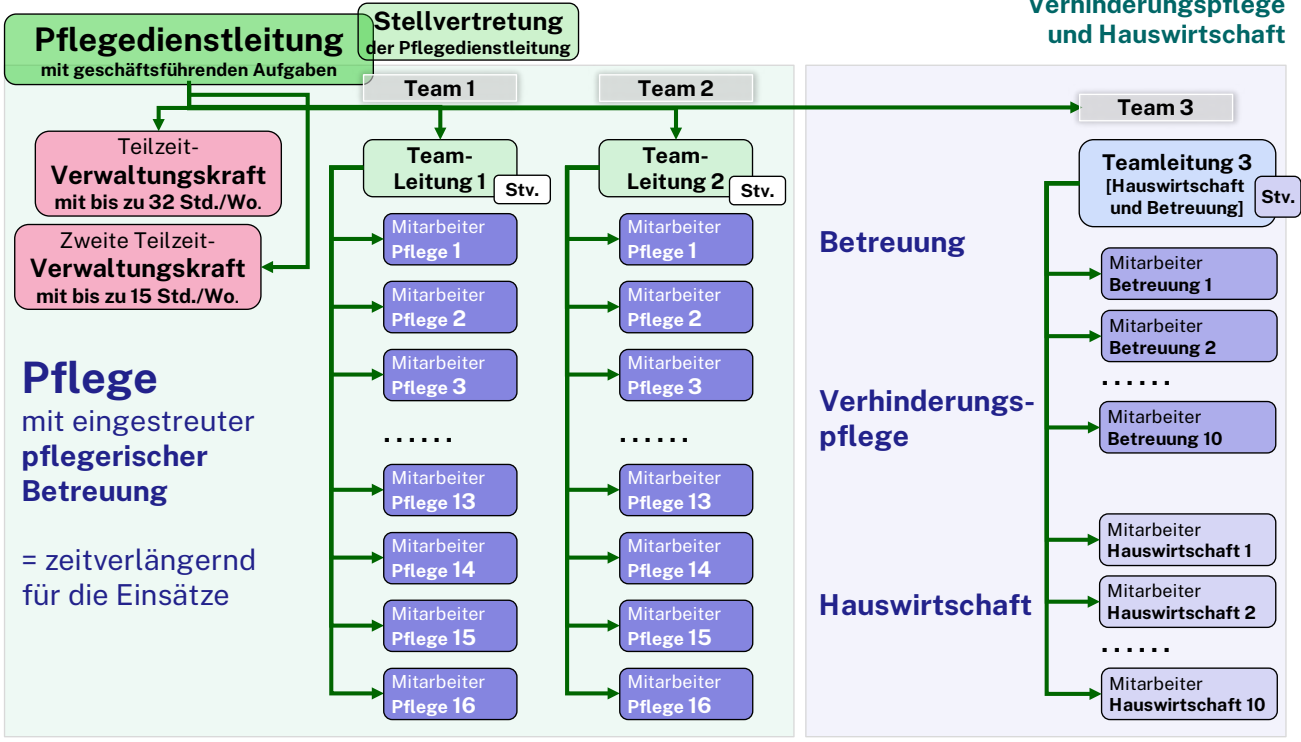 Pflegedienstleitung
mit geschäftsführenden Aufgaben
Stellvertretung
der Pflegedienstleitung
Verhinderungspflege
und Hauswirtschaft
Team 1
Team 2
Team 3
Teilzeit-
Verwaltungskraft
mit bis zu 32 Std./Wo.
Zweite Teilzeit-
Verwaltungskraft
mit bis zu 15 Std./Wo.
Pflege
mit eingestreuter
pflegerischer
Betreuung
= zeitverlängernd
für die Einsätze
Team-
Leitung 1
Stv.
Mitarbeiter
Pflege 1
Mitarbeiter
Pflege 2
Mitarbeiter
Pflege 3
......
Mitarbeiter
Pflege 13
Mitarbeiter
Pflege 14
Mitarbeiter
Pflege 15
Mitarbeiter
Pflege 16
Team-
Leitung 2
Stv.
Mitarbeiter
Pflege 1
Mitarbeiter
Pflege 2
Mitarbeiter
Pflege 3
......
Mitarbeiter
Pflege 13
Mitarbeiter
Pflege 14
Mitarbeiter
Pflege 15
Mitarbeiter
Pflege 16
Betreuung
Verhinderungs-
pflege
Hauswirtschaft
Teamleitung 3
[Hauswirtschaft
und Betreuung]
Stv.
Mitarbeiter
Betreuung 1
Mitarbeiter
Betreuung 2
......
Mitarbeiter
Betreuung 10
Mitarbeiter
Hauswirtschaft 1
Mitarbeiter
Hauswirtschaft 2
......
Mitarbeiter
Hauswirtschaft 10